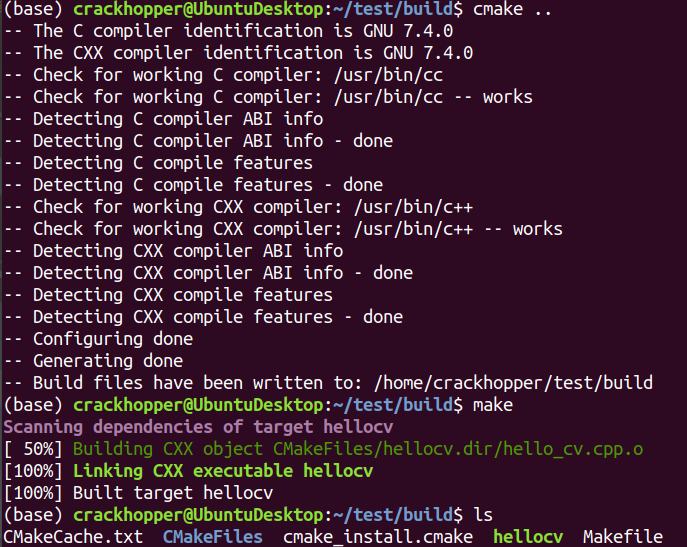 (base) crackhopper@UbuntuDesktop:~/test/build$ cmake ..
-- The C compiler identification is GNU 7.4.0
-- The CXX compiler identification is GNU 7.4.0
-- Check for working C compiler: /usr/bin/cc
-- Check for working C compiler: /usr/bin/cc -- works
-- Detecting C compiler ABI info
-- Detecting C compiler ABI info - done
-- Detecting C compile features
-- Detecting C compile features - done
-- Check for working CXX compiler: /usr/bin/c++
-- Check for working CXX compiler: /usr/bin/c++ -- works
-- Detecting CXX compiler ABI info
-- Detecting CXX compiler ABI info - done
-- Detecting CXX compile features
-- Detecting CXX compile features - done
-- Configuring done
-- Generating done
-- Build files have been written to: /home/crackhopper/test/build
(base) crackhopper@UbuntuDesktop:~/test/build$ make
Scanning dependencies of target hellocv
[ 50%] Building CXX object CMakeFiles/hellocv.dir/hello_cv.cpp.o
[100%] Linking CXX executable hellocv
[100%] Built target hellocv
(base) crackhopper@UbuntuDesktop:~/test/build$ ls
CMakeCache.txt  CMakeFiles  cmake_install.cmake  hellocv  Makefile